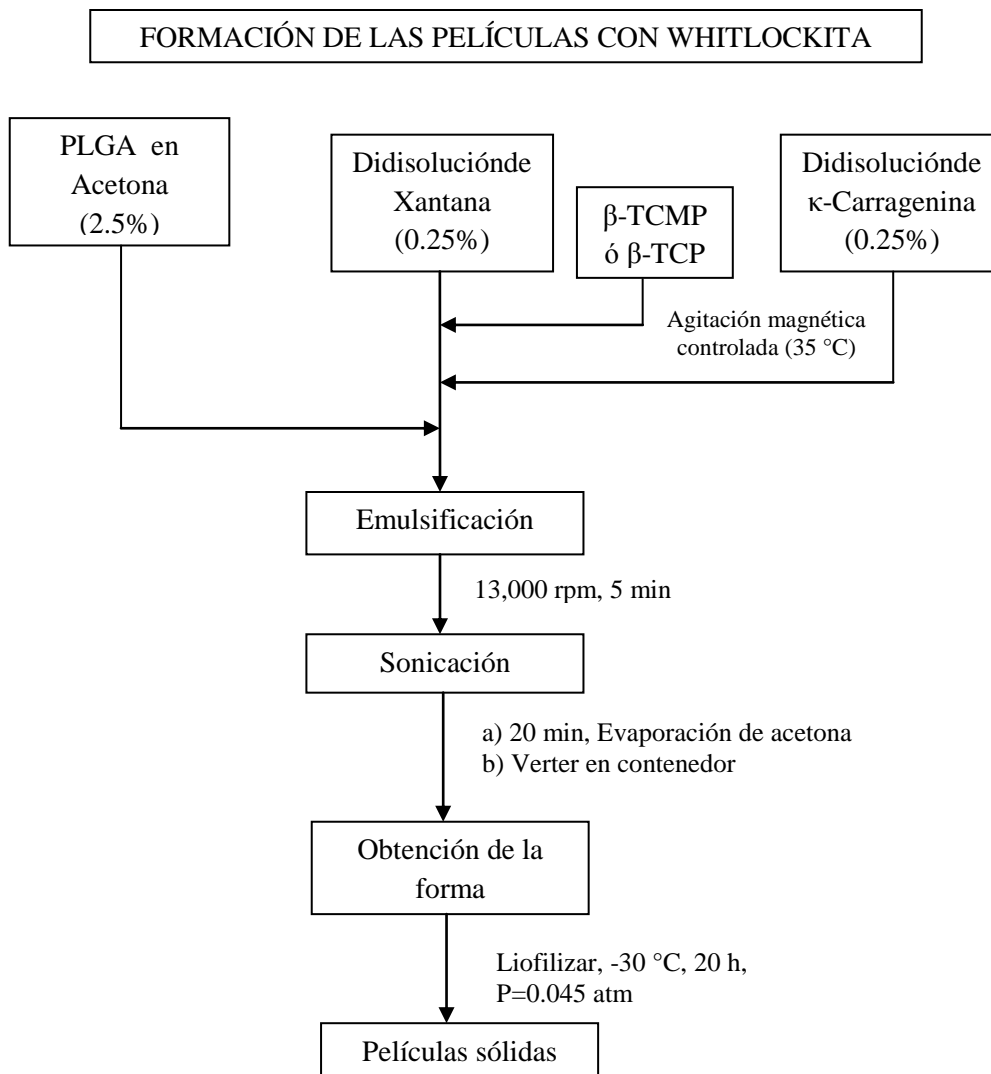 FORMACIÓN DE LAS PELÍCULAS CON WHITLOCKITA
PLGA en
Acetona
(2.5%)
Didisoluciónde
Xantana
(0.25%)
β-TCMP
ó β-TCP
Didisoluciónde
κ-Carragenina
(0.25%)
Agitación magnética
controlada (35 °C)
Emulsificación
13,000 rpm, 5 min
Sonicación
a) 20 min, Evaporación de acetona
b) Verter en contenedor
Obtención de la
forma
Liofilizar, -30 °C, 20 h,
P=0.045 atm
Películas sólidas